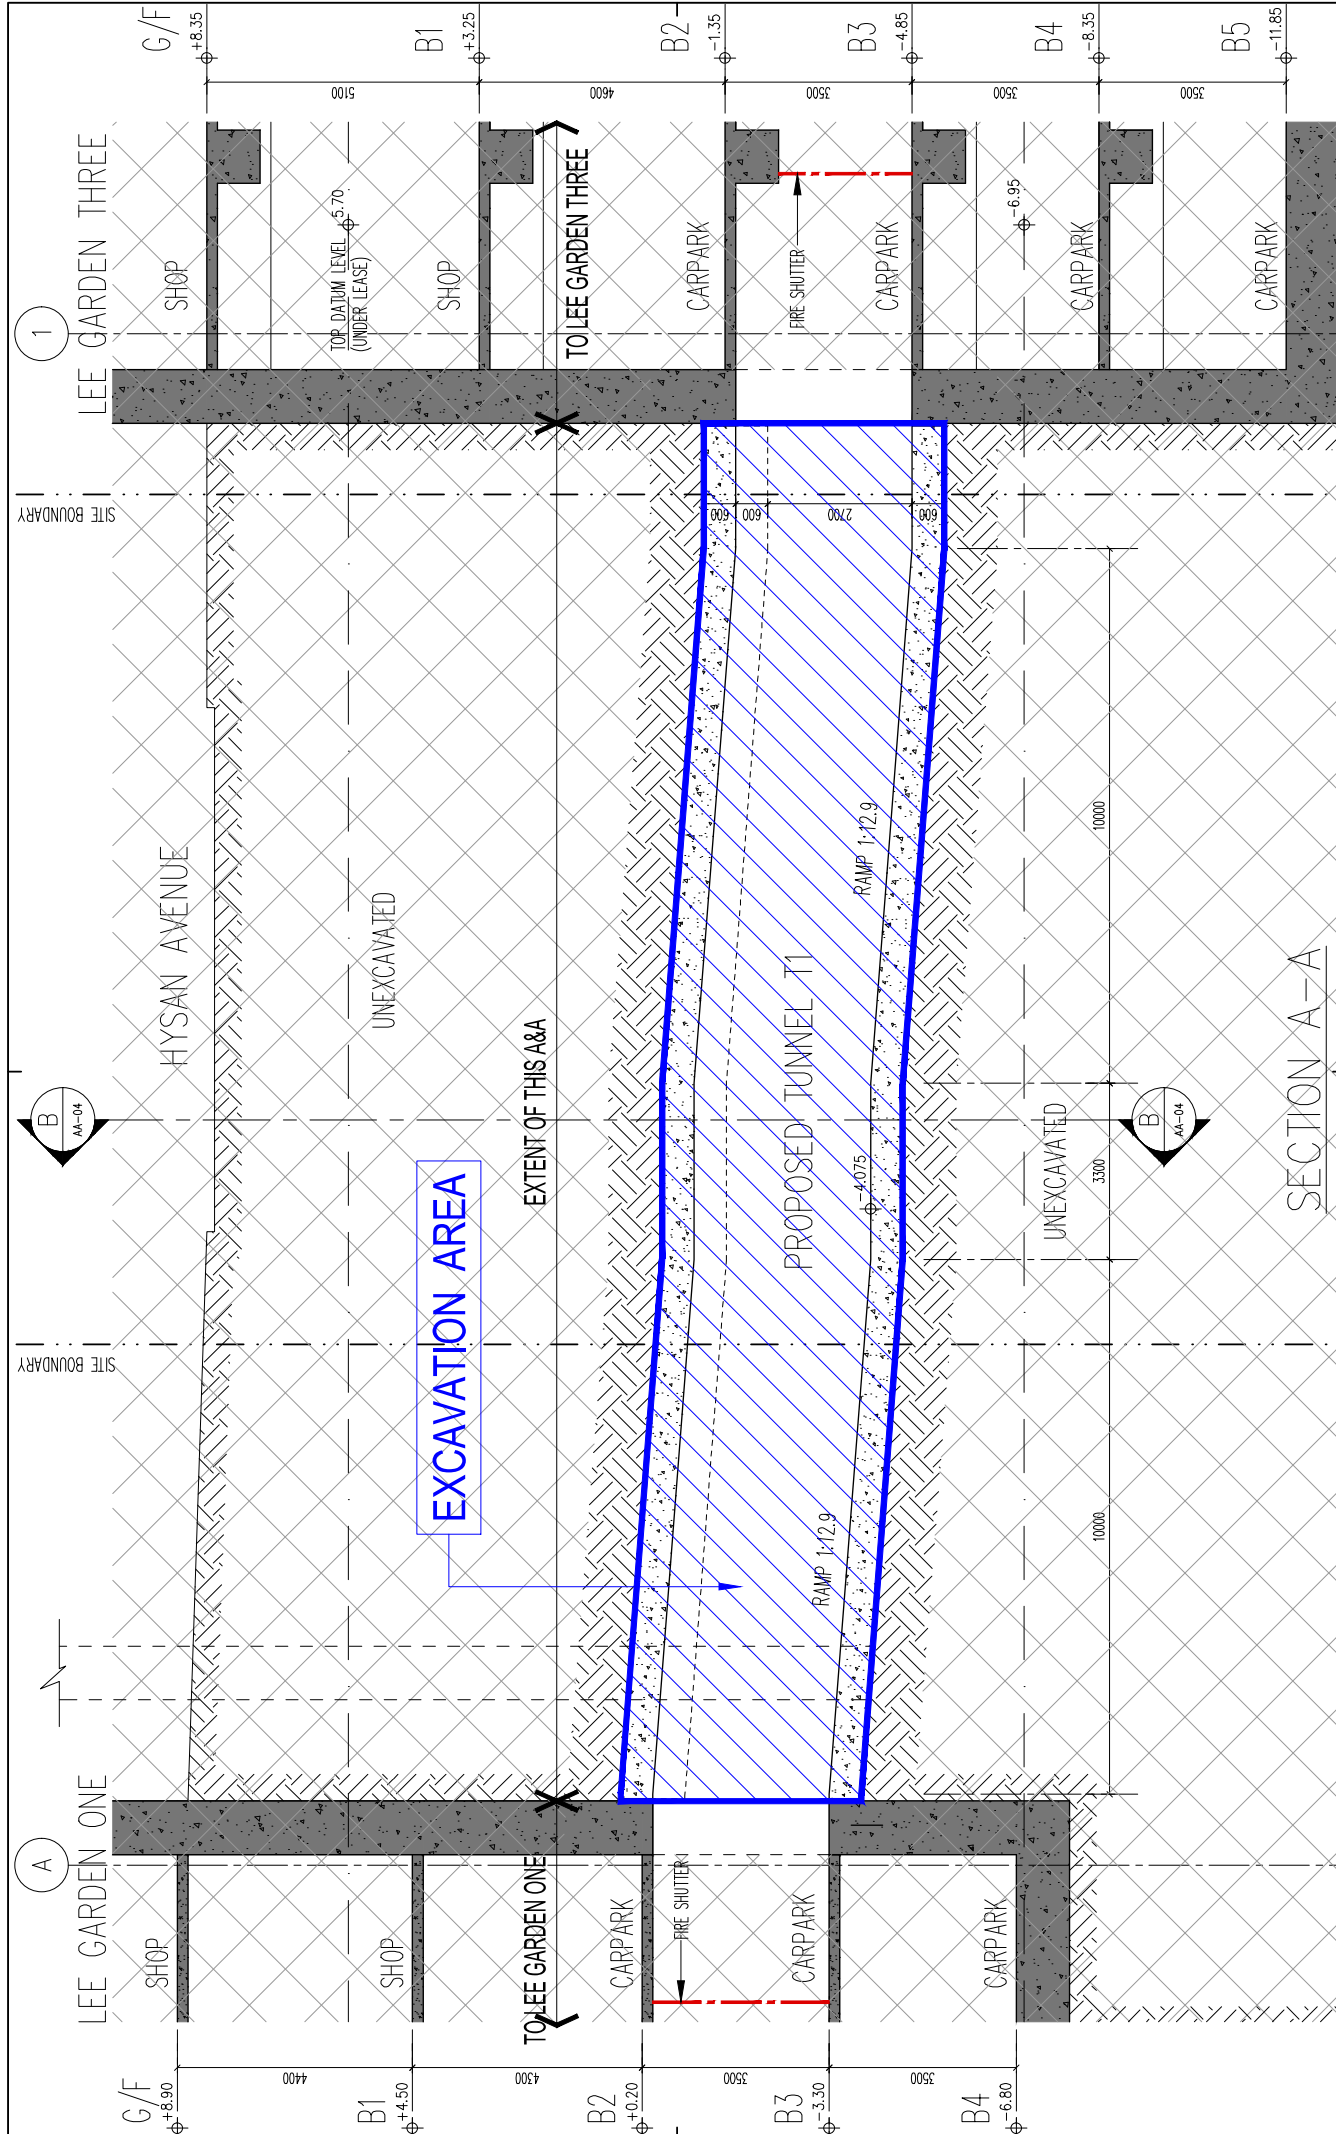 LEE GARDEN ONE
A
G/F
+8.90
SHOP
4400
B1
+4.50
SHOP
4300
TO LEE GARDEN ONE
B2
+0.20
CARPARK
FIRE SHUTTER
3500
B3
-3.30
CARPARK
3500
B4
-6.80
CARPARK
SITE BOUNDARY
B
AA-04
HYSAN AVENUE
SITE BOUNDARY
UNEXCAVATED
EXCAVATION AREA
EXTENT OF THIS A&A
PROPOSED TUNNEL T1
RAMP 1:12.9
-4.075
RAMP 1:12.9
600
600
2700
600
UNEXCAVATED
10000
3300
10000
B
AA-04
SECTION A-A
LEE GARDEN THREE
1
G/F
+8.35
SHOP
5100
TOP DATUM LEVEL
5.70
(UNDER LEASE)
B1
+3.25
SHOP
4600
TO LEE GARDEN THREE
B2
-1.35
CARPARK
FIRE SHUTTER
3500
B3
-4.85
CARPARK
3500
-6.95
B4
-8.35
CARPARK
3500
B5
-11.85
CARPARK